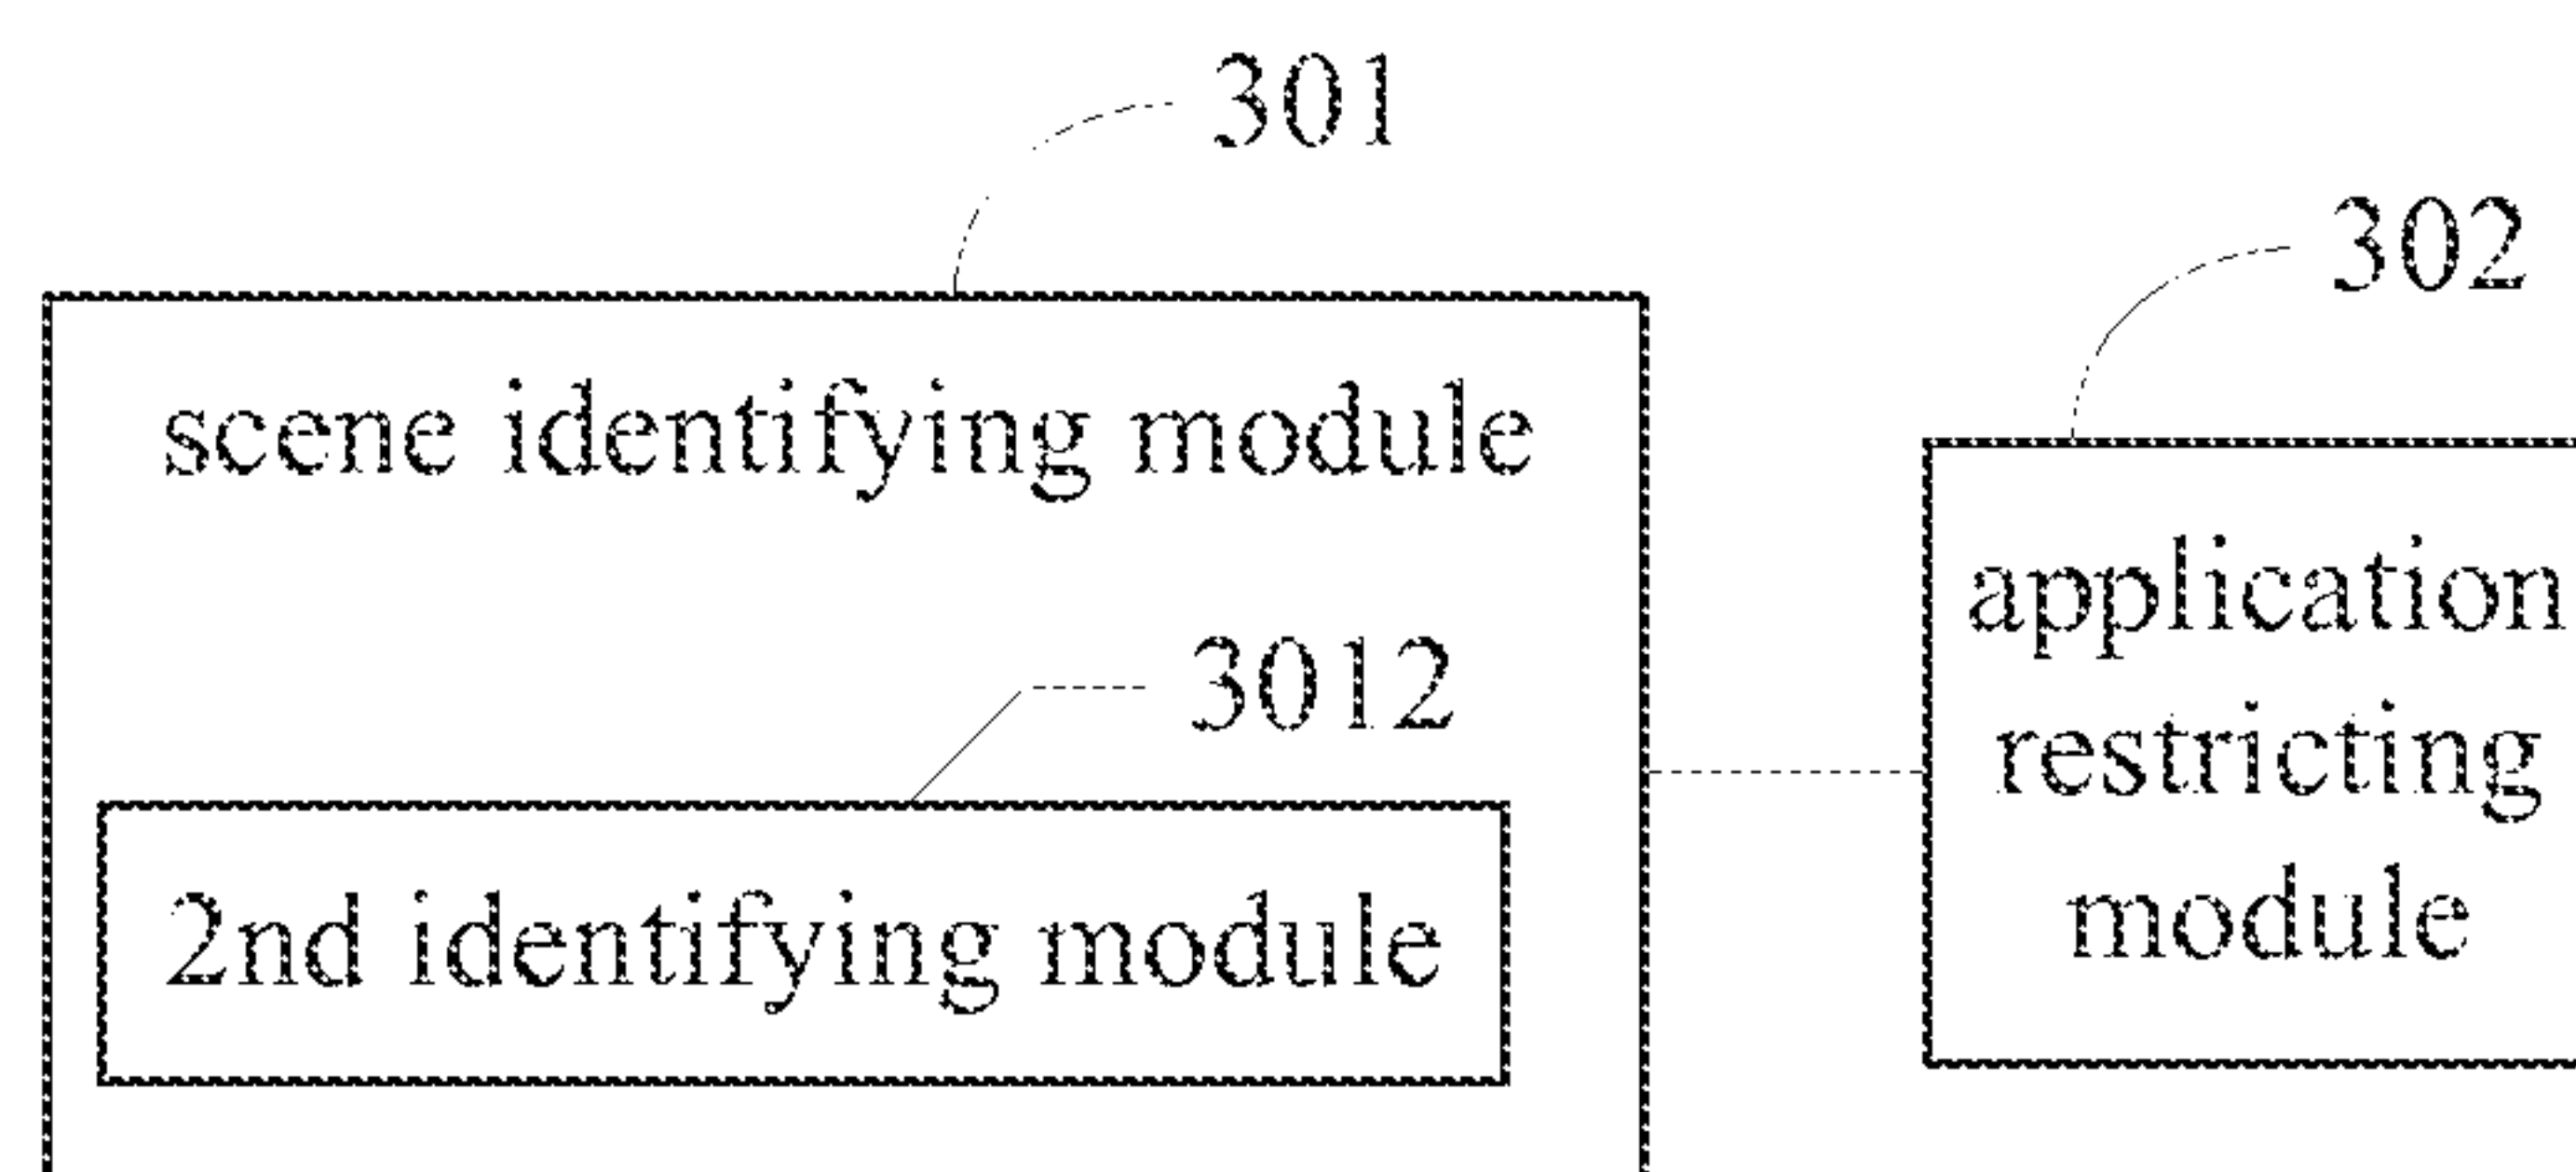 301
302
scene identifying module
3012
2nd identifying module
application
restricting
module